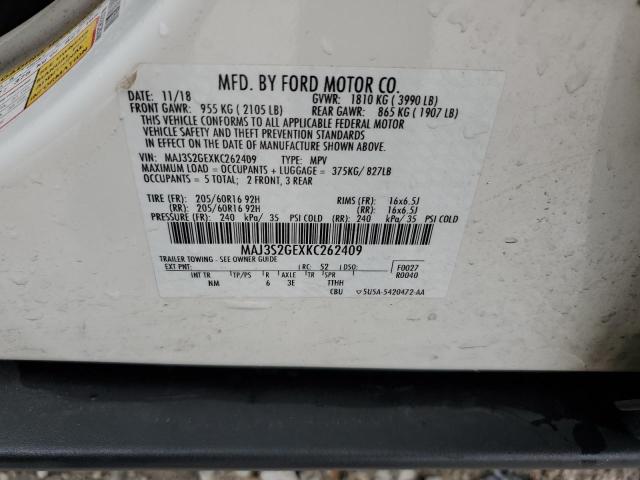 MFD. BY FORD MOTOR CO.
DATE: 11/18 GVWR: 1810 KG ( 3990 LB)
FRONT GAWR: 955 KG ( 2105 LB) REAR GAWR: 865 KG ( 1907 LB)
THIS VEHICLE CONFORMS TO ALL APPLICABLE FEDERAL MOTOR
VEHICLE SAFETY AND THEFT PREVENTION STANDARDS
IN EFFECT ON THE DATE OF MANUFACTURE SHOWN ABOVE.
VIN: MAJ3S2GEXKC262409 TYPE: MPV
MAXIMUM LOAD = OCCUPANTS + LUGGAGE = 375KG/ 827LB
OCCUPANTS = 5 TOTAL; 2 FRONT, 3 REAR
TIRE (FR): 205/60R16 92H RIMS (FR): 16x6.5J
(RR): 205/60R16 92H (RR): 16x6.5J
PRESSURE (FR): 240 kPa/ 35 PSI COLD (RR): 240 kPa/ 35 PSI COLD
MAJ3S2GEXKC262409
TRAILER TOWING - SEE OWNER GUIDE
EXT PNT: RC: 52 DSO: F0027
R0040
INT TR TP/PS R AXLE TR SPR
NM 6 3E TTHH
CBU 5U5A-5420472-AA
INFORMATION